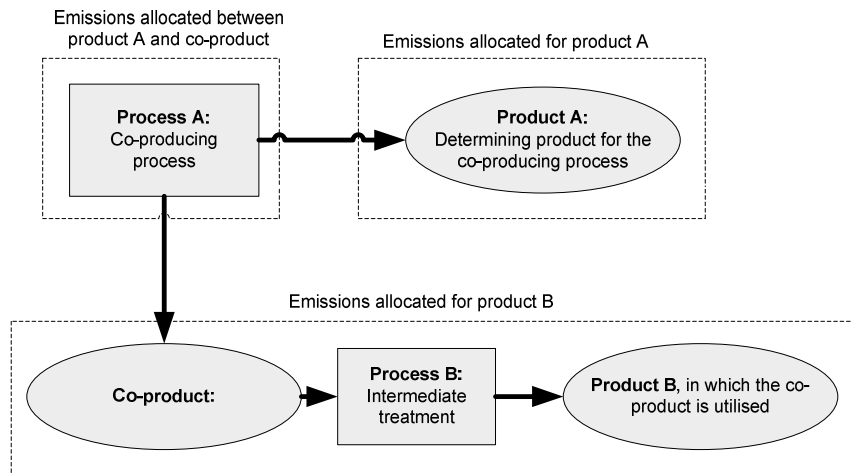 Emissions allocated between
product A and co-product
Emissions allocated for product A
Process A:
Co-producing
process
Product A:
Determining product for the
co-producing process
Emissions allocated for product B
Co-product:
Process B:
Intermediate
treatment
Product B, in which the co-
product is utilised